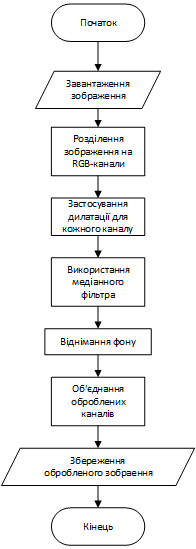 Початок
Завантаження
зображення
Розділення
зображення на
RGB-канали
Застосування
дилатації для
кожного каналу
Використання
медіанного
фільтра
Віднімання фону
Об'єднання
оброблених
каналів
Збереження
обробленого зобраення
Кінець